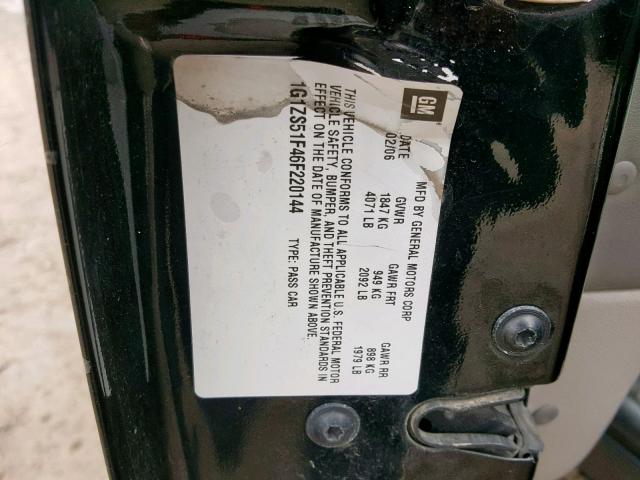 GM
MFD BY GENERAL MOTORS CORP
DATE GVWR GAWR FRT GAWR RR
02/06 1847 KG 949 KG 898 KG
4071 LB 2092 LB 1979 LB
THIS VEHICLE CONFORMS TO ALL APPLICABLE U.S. FEDERAL MOTOR
VEHICLE SAFETY, BUMPER, AND THEFT PREVENTION STANDARDS IN
EFFECT ON THE DATE OF MANUFACTURE SHOWN ABOVE.
1G1ZS51F46F220144 TYPE: PASS CAR